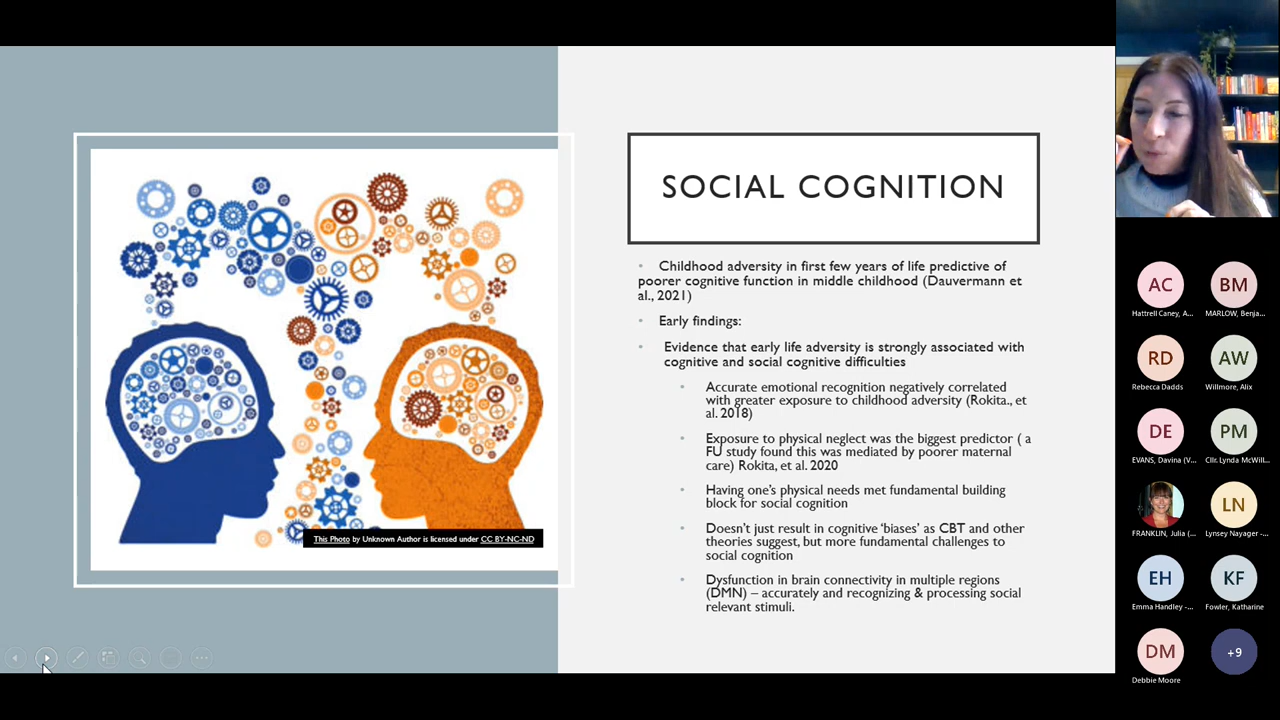 SOCIAL COGNITION
• Childhood adversity in first few years of life predictive of
poorer cognitive function in middle childhood (Dauvermann et
al., 2021)
• Early findings:
• Evidence that early life adversity is strongly associated with
cognitive and social cognitive difficulties
• Accurate emotional recognition negatively correlated
with greater exposure to childhood adversity (Rokita., et
al. 2018)
• Exposure to physical neglect was the biggest predictor ( a
FU study found this was mediated by poorer maternal
care) Rokita, et al. 2020
• Having one's physical needs met fundamental building
block for social cognition
• Doesn't just result in cognitive 'biases' as CBT and other
theories suggest, but more fundamental challenges to
social cognition
• Dysfunction in brain connectivity in multiple regions
(DMN) – accurately and recognizing & processing social
relevant stimuli.
This Photo by Unknown Author is licensed under CC BY-NC-ND
AC BM
Hattrell Caney, A... MARLOW, Benja...
RD AW
Rebecca Dadds Willmore, Alix
DE PM
EVANS, Davina (V... Cllr. Lynda McWill...
LN
FRANKLIN, Julia (... Lynsey Nayager -...
EH KF
Emma Handley -... Fowler, Katharine
DM +9
Debbie Moore